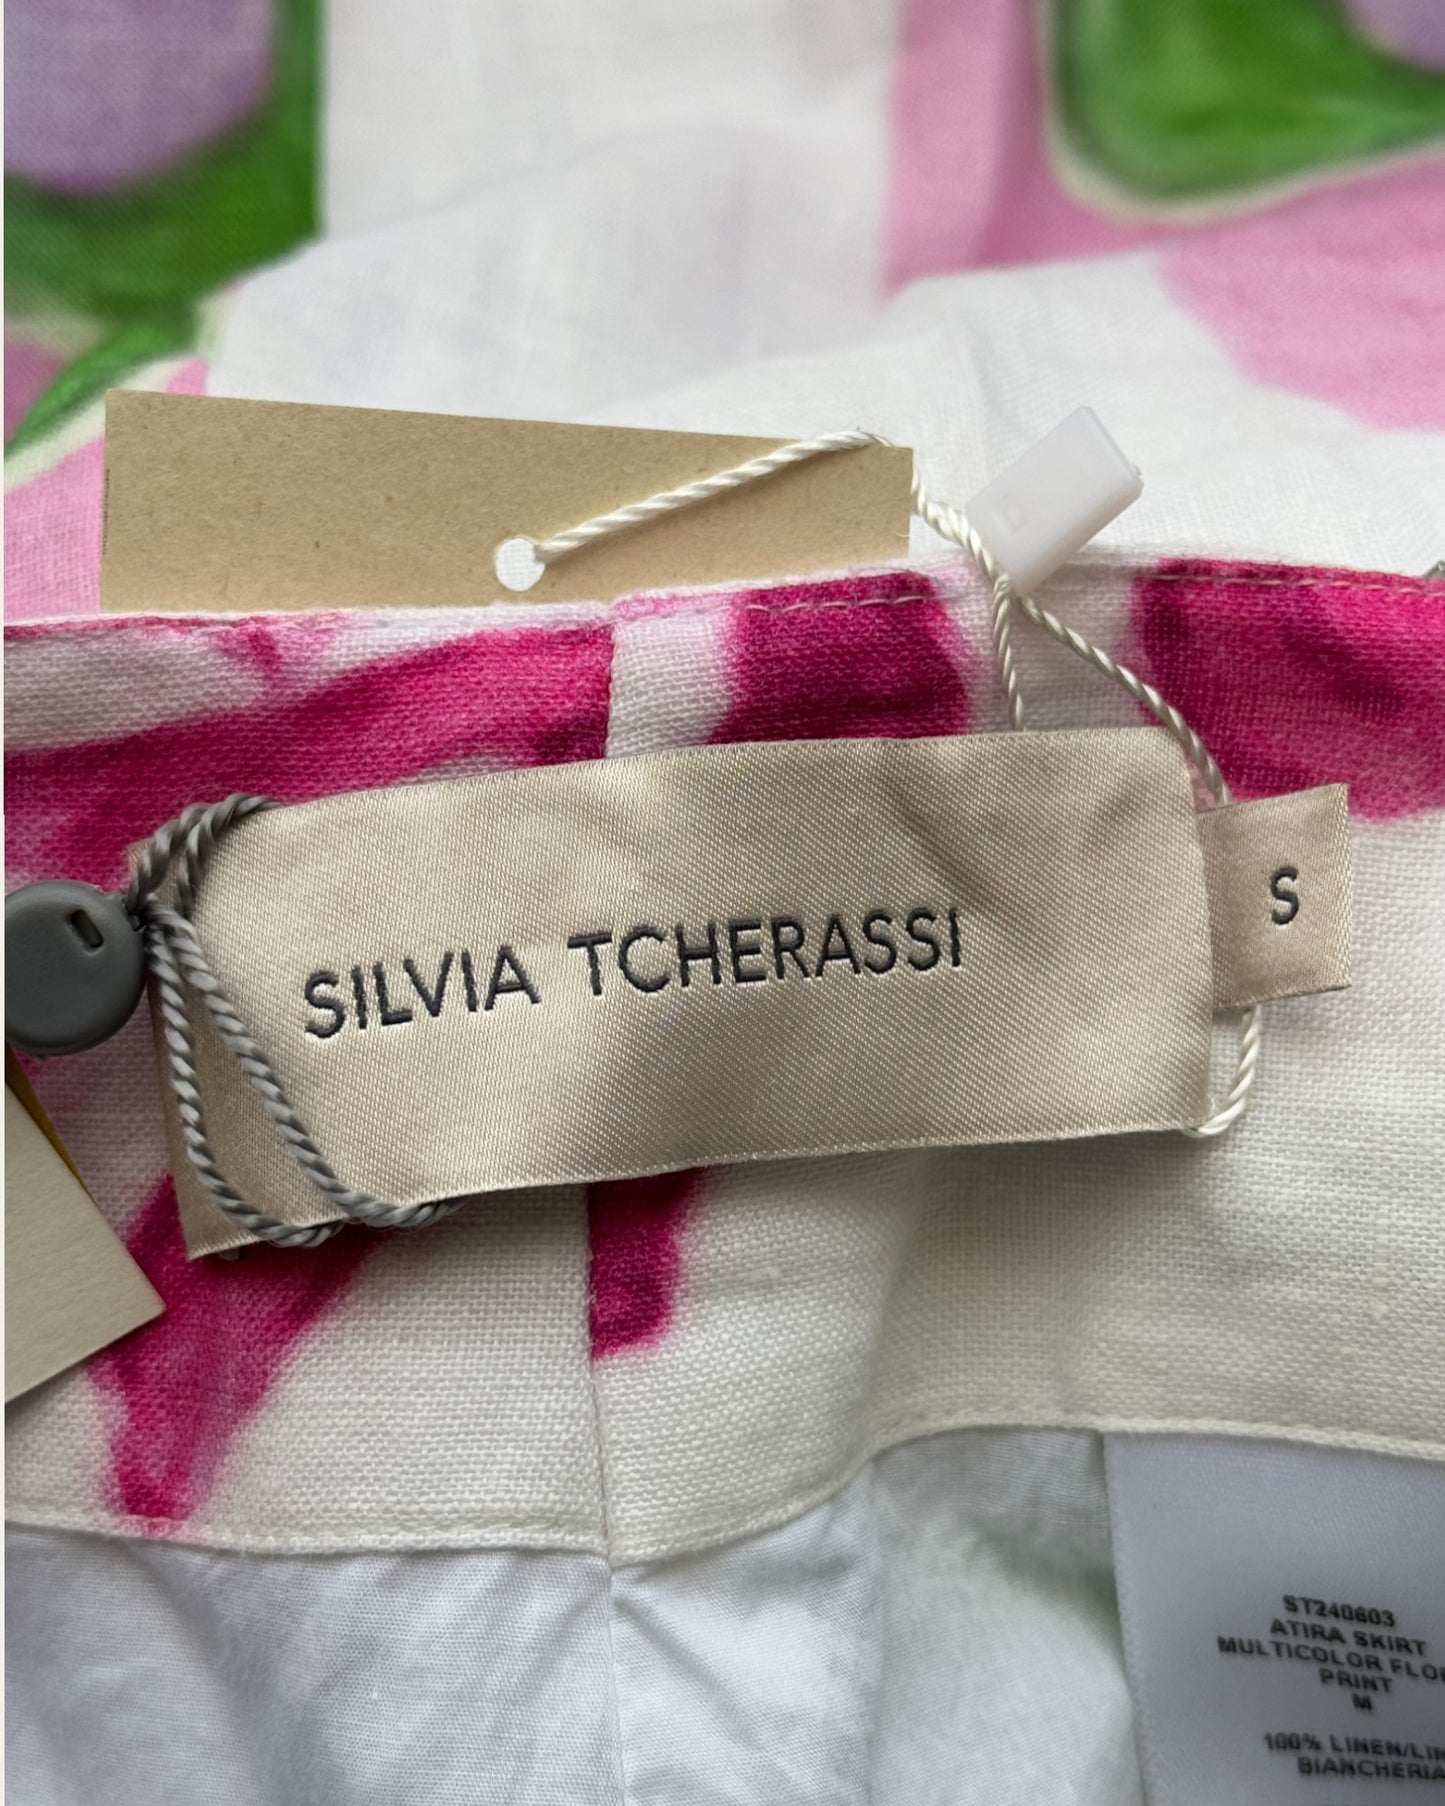 SILVIA TCHERASSI
S
ST240603
ATIRA SKIRT
MULTICOLOR FLO
PRINT
M
100% LINEN/LIN
BIANCHERIA